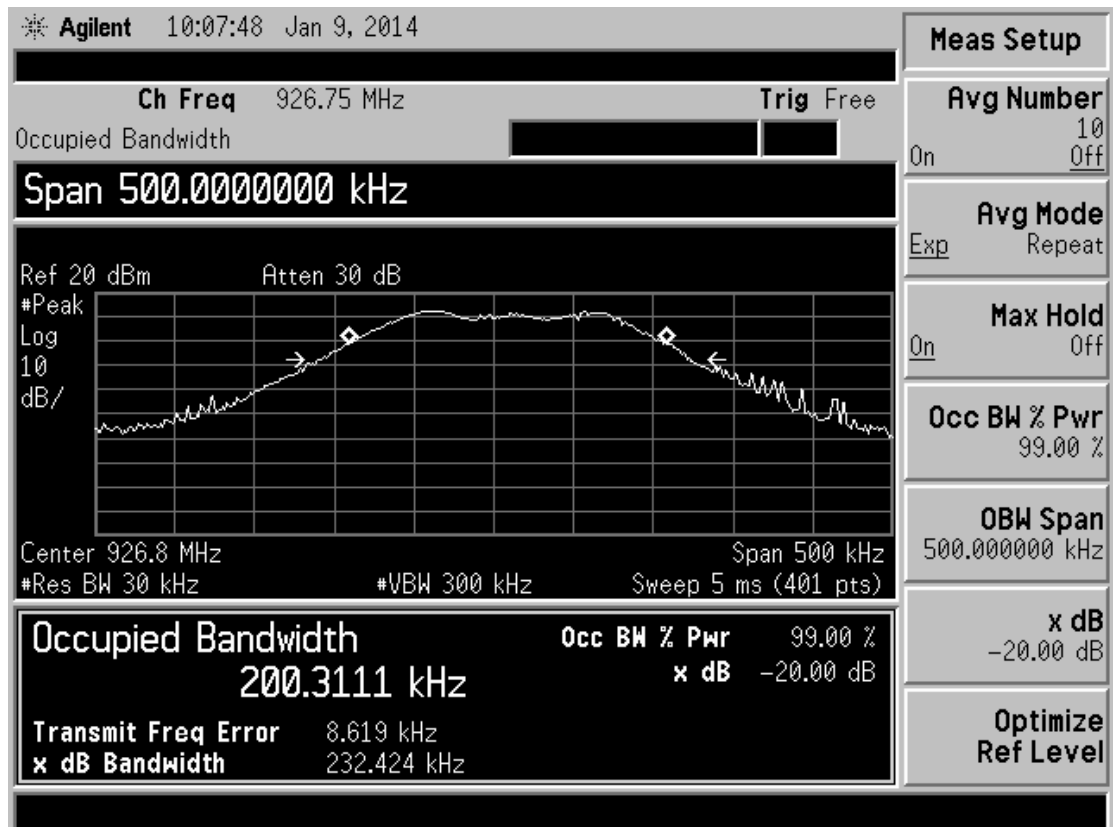 Agilent 10:07:48 Jan 9, 2014
Ch Freq 926.75 MHz Trig Free
Occupied Bandwidth
Span 500.0000000 kHz
Ref 20 dBm Atten 30 dB
#Peak
Log
10
dB/
Center 926.8 MHz Span 500 kHz
#Res BW 30 kHz #VBW 300 kHz Sweep 5 ms (401 pts)
Occupied Bandwidth
200.3111 kHz
Occ BW % Pwr 99.00 %
x dB -20.00 dB
Transmit Freq Error 8.619 kHz
x dB Bandwidth 232.424 kHz
Meas Setup
Avg Number
10
On Off
Avg Mode
Exp Repeat
Max Hold
On Off
Occ BW % Pwr
99.00 %
OBW Span
500.000000 kHz
x dB
-20.00 dB
Optimize
Ref Level